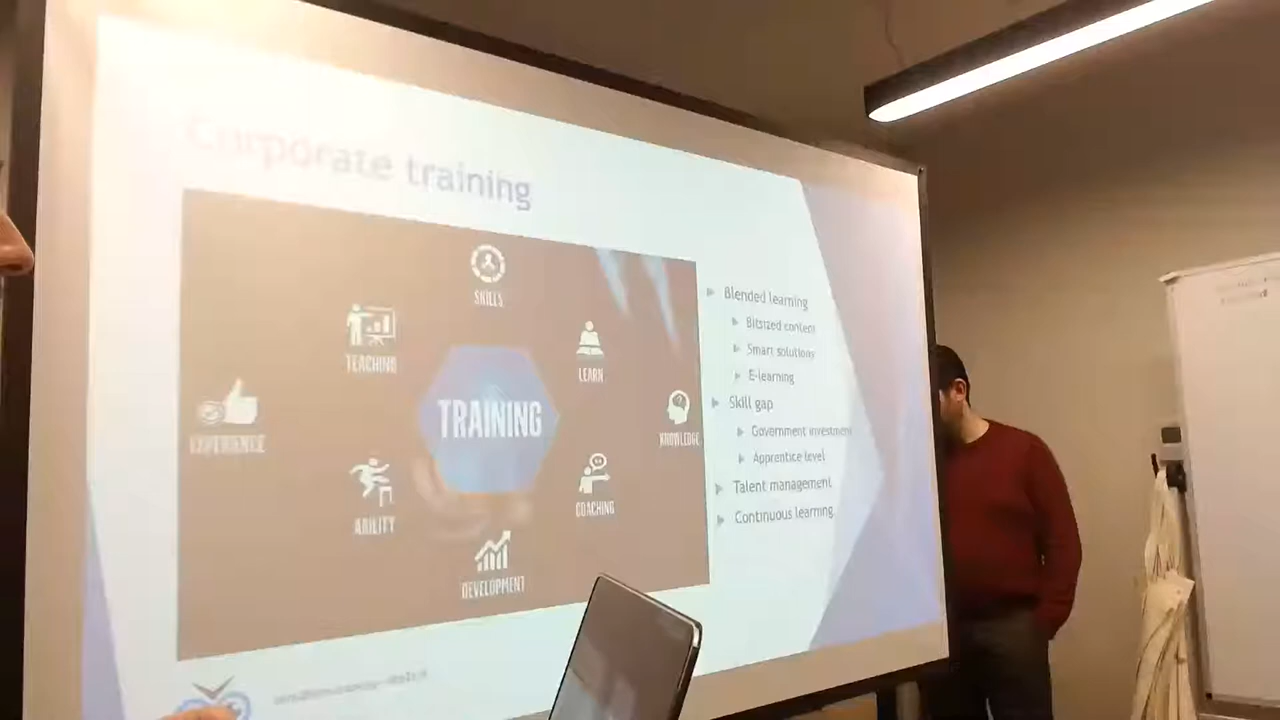 Corporate training
SKILLS
TEACHING
LEARN
EXPERIENCE
TRAINING
KNOWLEDGE
ABILITY
COACHING
DEVELOPMENT
Blended learning
Bitsized content
Smart solutions
E-learning
Skill gap
Government investment
Apprentice level
Talent management
Continuous learning